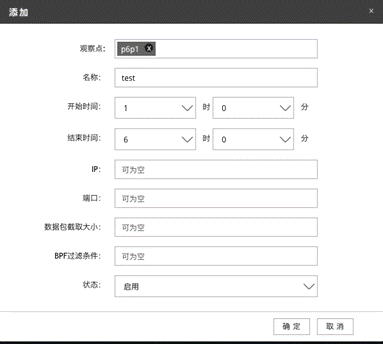 添加 ×
观察点： p6p1 x
名称： test
开始时间： 1 时 0 分
结束时间： 6 时 0 分
IP： 可为空
端口： 可为空
数据包截取大小： 可为空
BPF过滤条件： 可为空
状态： 启用
确 定 取 消